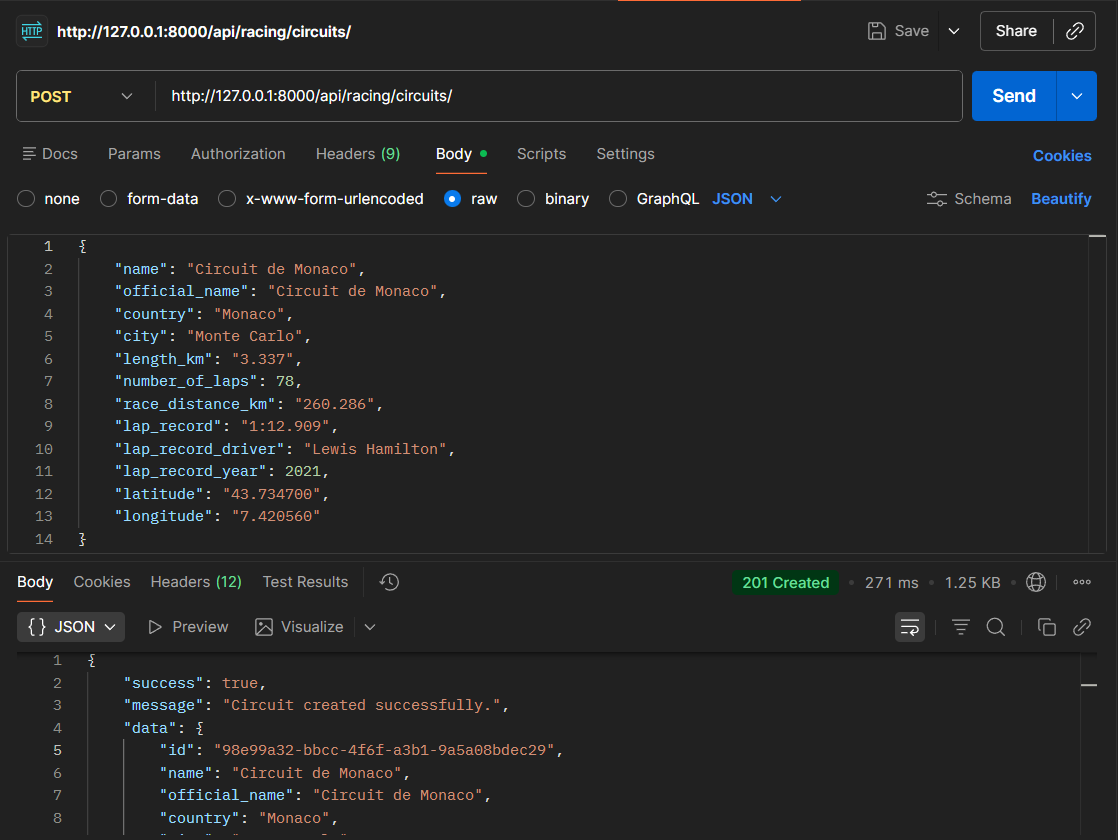 HTTP http://127.0.0.1:8000/api/racing/circuits/ Save Share
POST http://127.0.0.1:8000/api/racing/circuits/ Send
Docs Params Authorization Headers (9) Body Scripts Settings Cookies
none form-data x-www-form-urlencoded raw binary GraphQL JSON Schema Beautify
1 {
2 "name": "Circuit de Monaco",
3 "official_name": "Circuit de Monaco",
4 "country": "Monaco",
5 "city": "Monte Carlo",
6 "length_km": "3.337",
7 "number_of_laps": 78,
8 "race_distance_km": "260.286",
9 "lap_record": "1:12.909",
10 "lap_record_driver": "Lewis Hamilton",
11 "lap_record_year": 2021,
12 "latitude": "43.734700",
13 "longitude": "7.420560"
14 }
Body Cookies Headers (12) Test Results 201 Created • 271 ms • 1.25 KB •
{} JSON Preview Visualize
1 {
2 "success": true,
3 "message": "Circuit created successfully.",
4 "data": {
5 "id": "98e99a32-bbcc-4f6f-a3b1-9a5a08bdec29",
6 "name": "Circuit de Monaco",
7 "official_name": "Circuit de Monaco",
8 "country": "Monaco",